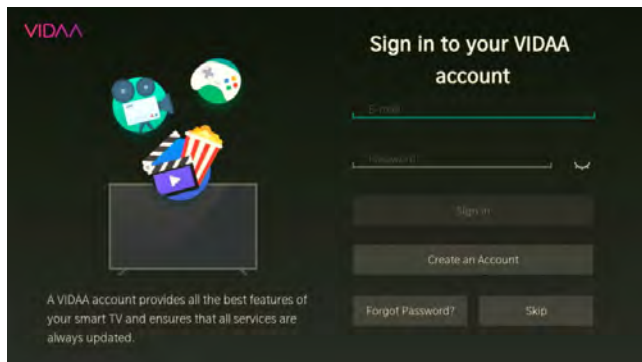 VIDAA
Sign in to your VIDAA
account
E-mail
Password
Sign in
Create an Account
Forgot Password?
Skip
A VIDAA account provides all the best features of
your smart TV and ensures that all services are
always updated.